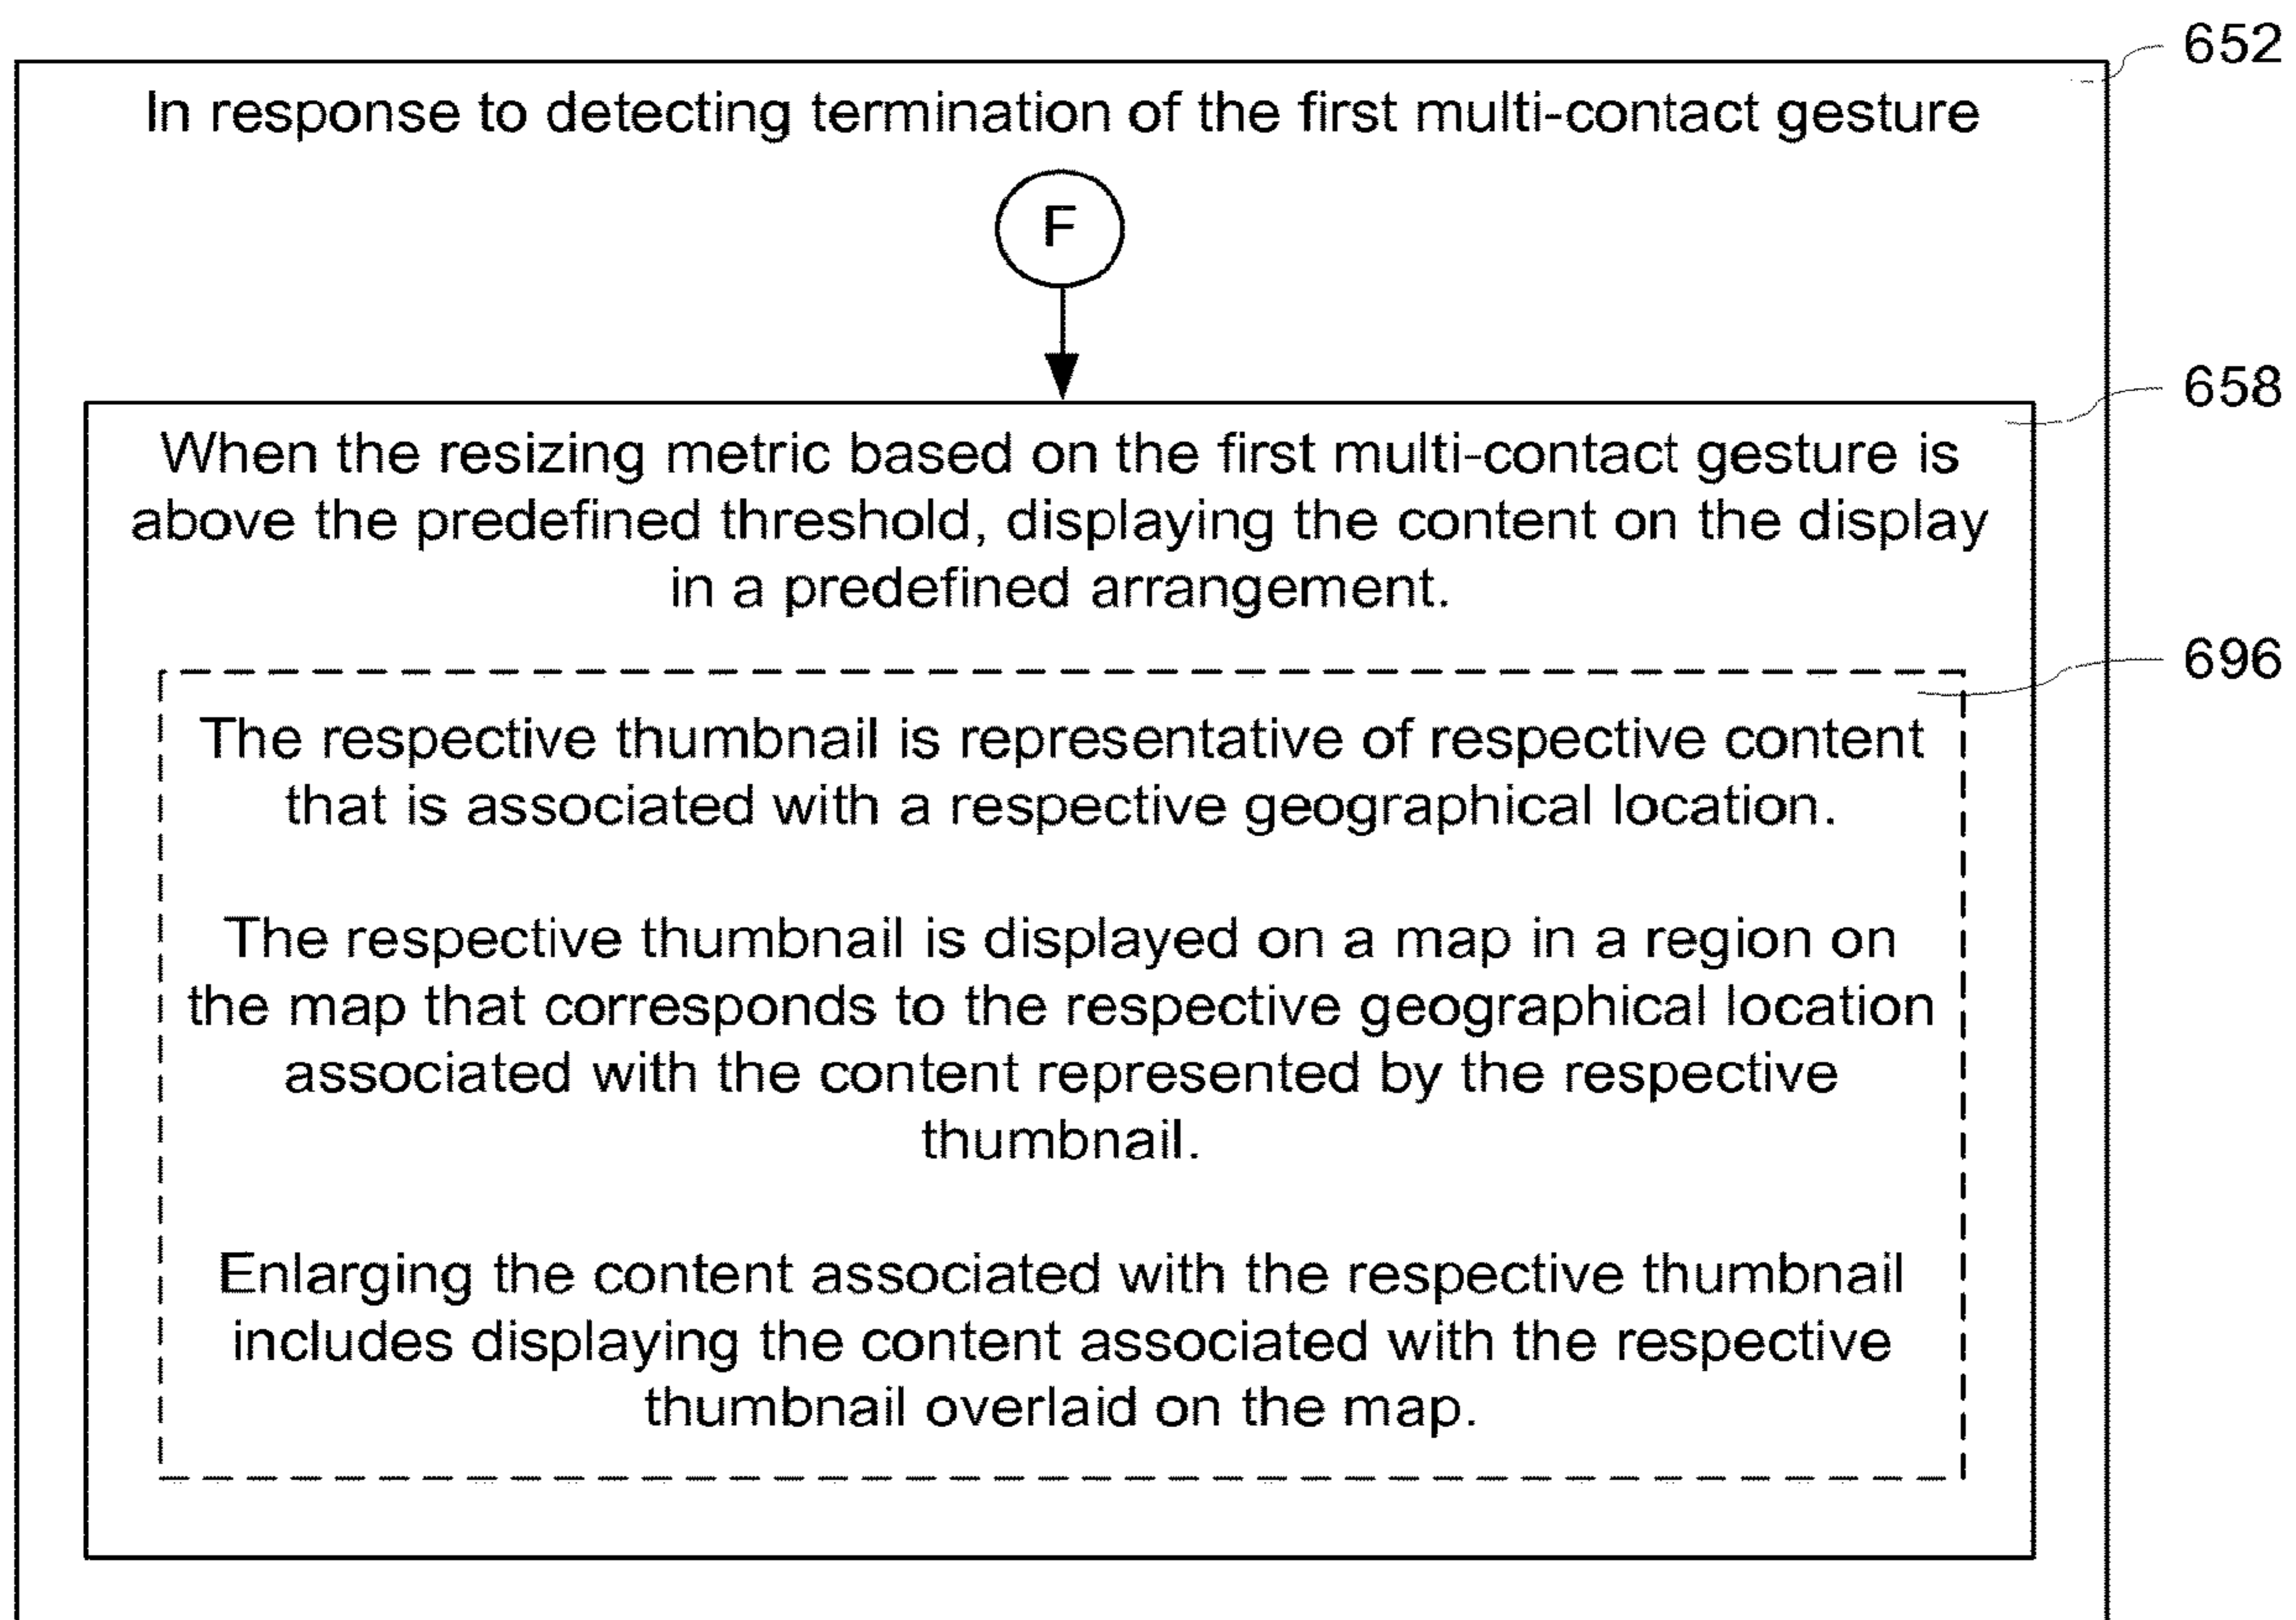 652
In response to detecting termination of the first multi-contact gesture
F
658
When the resizing metric based on the first multi-contact gesture is
above the predefined threshold, displaying the content on the display
in a predefined arrangement.
696
The respective thumbnail is representative of respective content
that is associated with a respective geographical location.
The respective thumbnail is displayed on a map in a region on
the map that corresponds to the respective geographical location
associated with the content represented by the respective
thumbnail.
Enlarging the content associated with the respective thumbnail
includes displaying the content associated with the respective
thumbnail overlaid on the map.